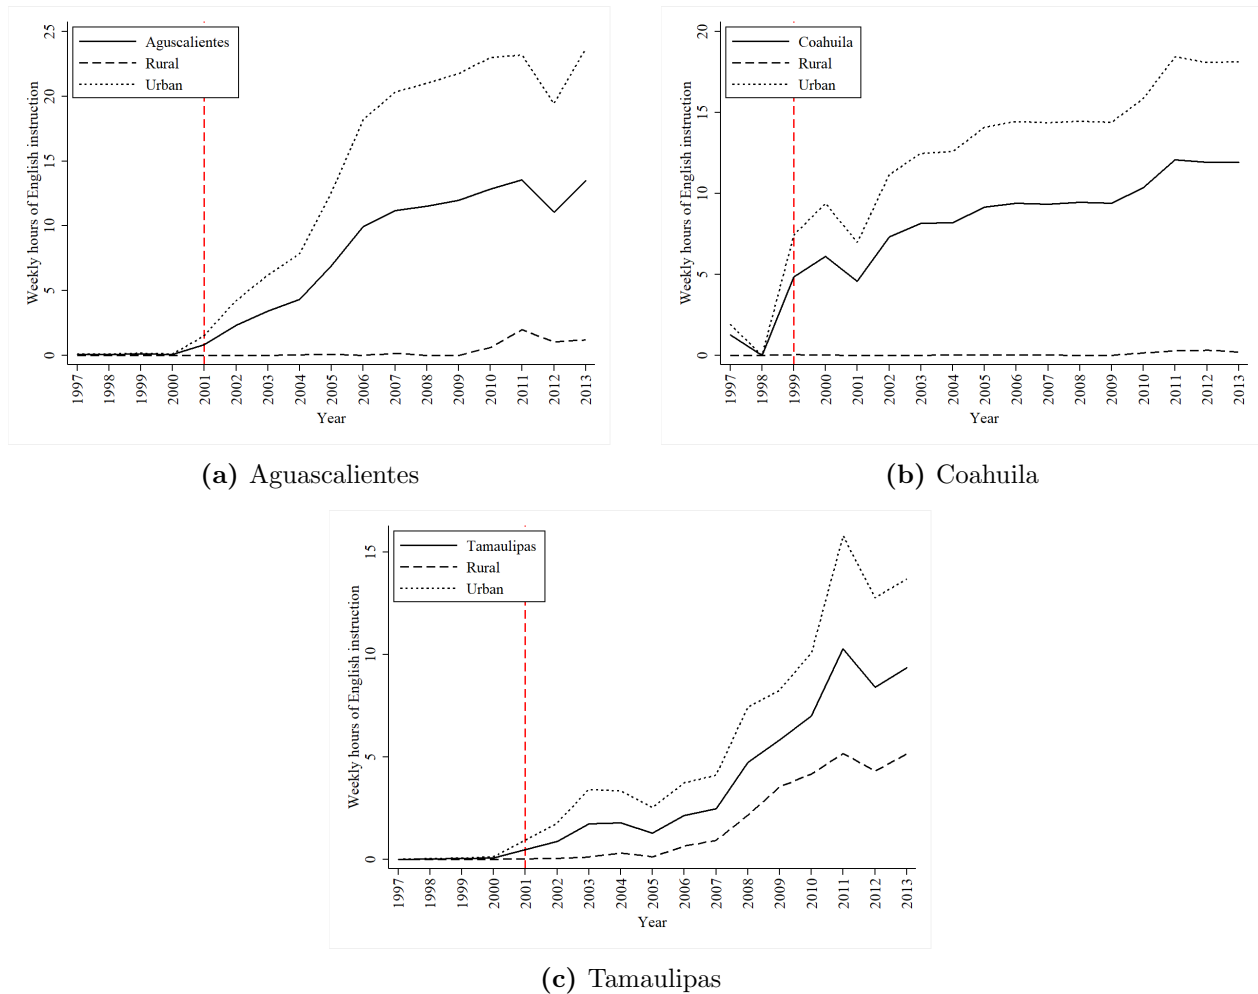 Aguascalientes
Rural
Urban
Weekly hours of English instruction
25
20
15
10
5
0
1997 1998 1999 2000 2001 2002 2003 2004 2005 2006 2007 2008 2009 2010 2011 2012 2013
Year
(a) Aguascalientes
Coahuila
Rural
Urban
Weekly hours of English instruction
20
15
10
5
0
1997 1998 1999 2000 2001 2002 2003 2004 2005 2006 2007 2008 2009 2010 2011 2012 2013
Year
(b) Coahuila
Tamaulipas
Rural
Urban
Weekly hours of English instruction
15
10
5
0
1997 1998 1999 2000 2001 2002 2003 2004 2005 2006 2007 2008 2009 2010 2011 2012 2013
Year
(c) Tamaulipas